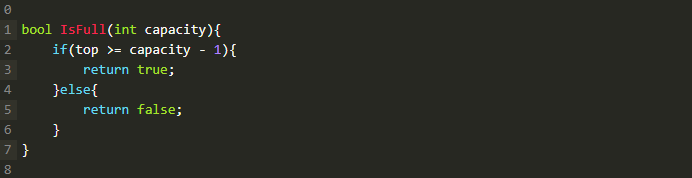 0
1 bool IsFull(int capacity){
2     if(top >= capacity - 1){
3         return true;
4     }else{
5         return false;
6     }
7 }
8